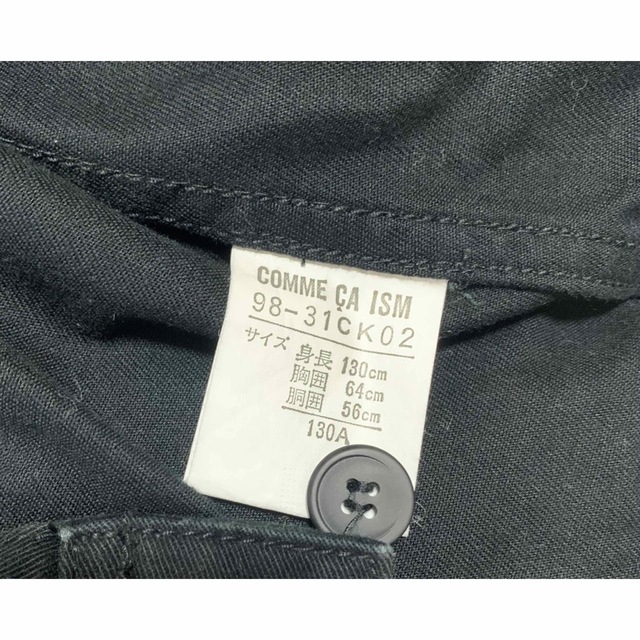 COMME ÇA ISM
98-31CK02
サイズ 身長 130cm
胸囲 64cm
胴囲 56cm
130A